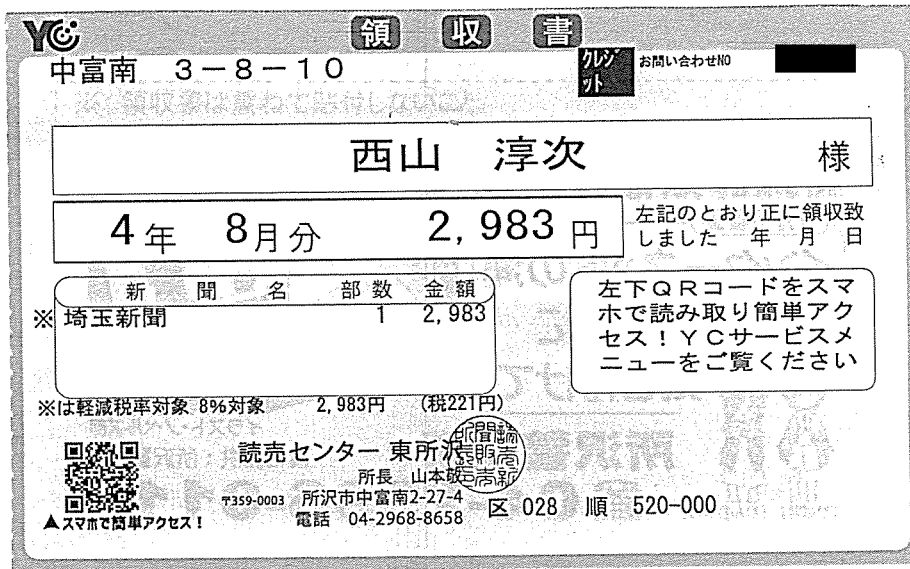 YC
領収書
中富南 3-8-10
クレジット
お問い合わせNO
西山 淳次 様
4年 8月分 2,983円
左記のとおり正に領収致
しました 年 月 日
新聞名 部数 金額
※ 埼玉新聞 1 2,983
左下QRコードをスマ
ホで読み取り簡単アク
セス!YCサービスメ
ニューをご覧ください
※は軽減税率対象 8%対象 2,983円 (税221円)
読売センター 東所沢
所長 山本敬
〒359-0003 所沢市中富南2-27-4
電話 04-2968-8658
区 028 順 520-000
▲スマホで簡単アクセス!